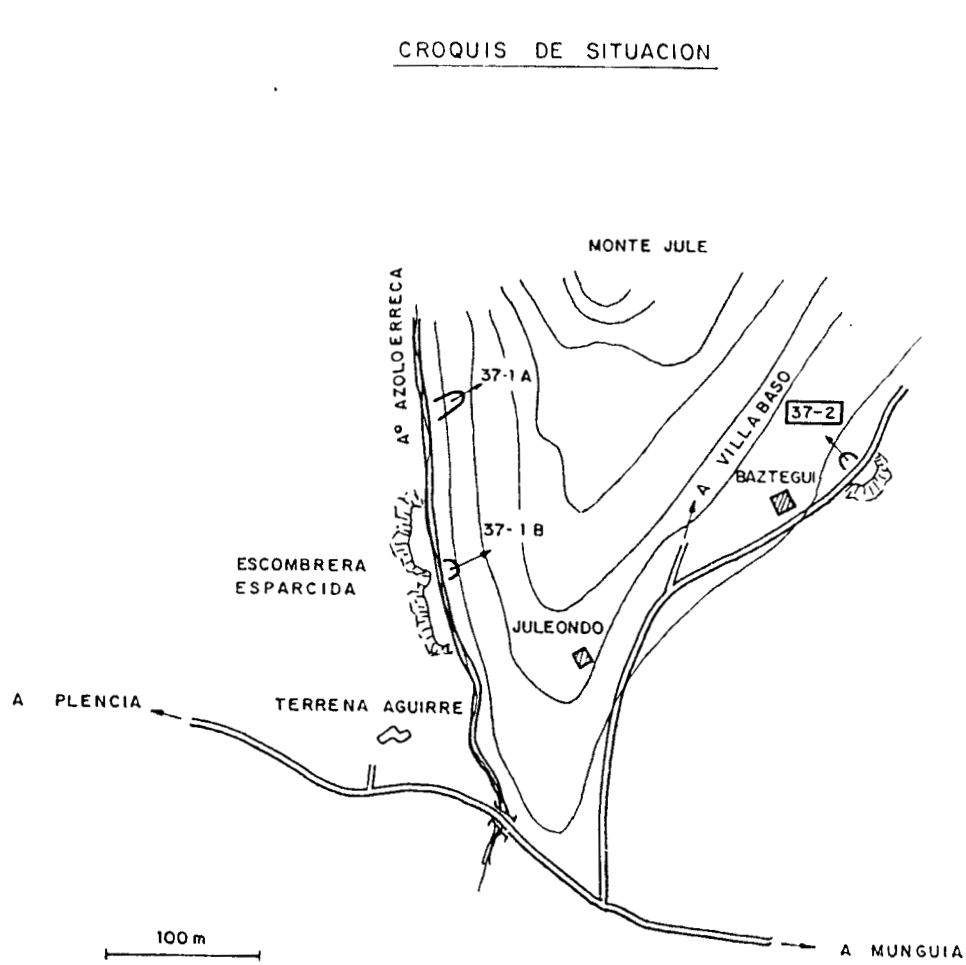 CROQUIS DE SITUACION
MONTE JULE
Aº AZOLOERRECA
37-1 A
A VILLABASO
37-2
BAZTEGUI
37-1 B
ESCOMBRERA
ESPARCIDA
JULEONDO
A PLENCIA
TERRENA AGUIRRE
100 m
A MUNGUIA